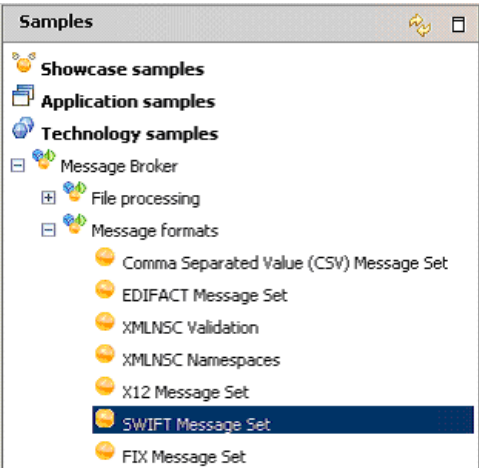 Samples
Showcase samples
Application samples
Technology samples
Message Broker
File processing
Message formats
Comma Separated Value (CSV) Message Set
EDIFACT Message Set
XMLNSC Validation
XMLNSC Namespaces
X12 Message Set
SWIFT Message Set
FIX Message Set